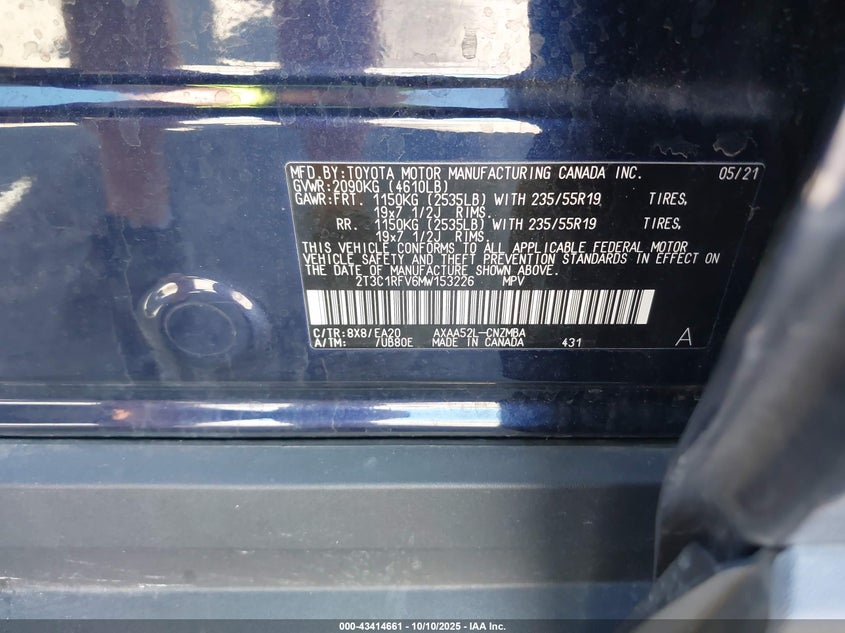 MFD.BY:TOYOTA MOTOR MANUFACTURING CANADA INC. 05/21
GVWR:2090KG (4610LB)
GAWR:FRT. 1150KG (2535LB) WITH 235/55R19 TIRES,
19x7 1/2J RIMS.
RR. 1150KG (2535LB) WITH 235/55R19 TIRES,
19x7 1/2J RIMS.
THIS VEHICLE CONFORMS TO ALL APPLICABLE FEDERAL MOTOR
VEHICLE SAFETY AND THEFT PREVENTION STANDARDS IN EFFECT ON
THE DATE OF MANUFACTURE SHOWN ABOVE.
2T3C1RFV6MW153226 MPV
C/TR:8X8/EA20 AXAA52L-CNZMBA
A/TM: /UB80E MADE IN CANADA 431 A
000-43414661 - 10/10/2025 - IAA Inc.